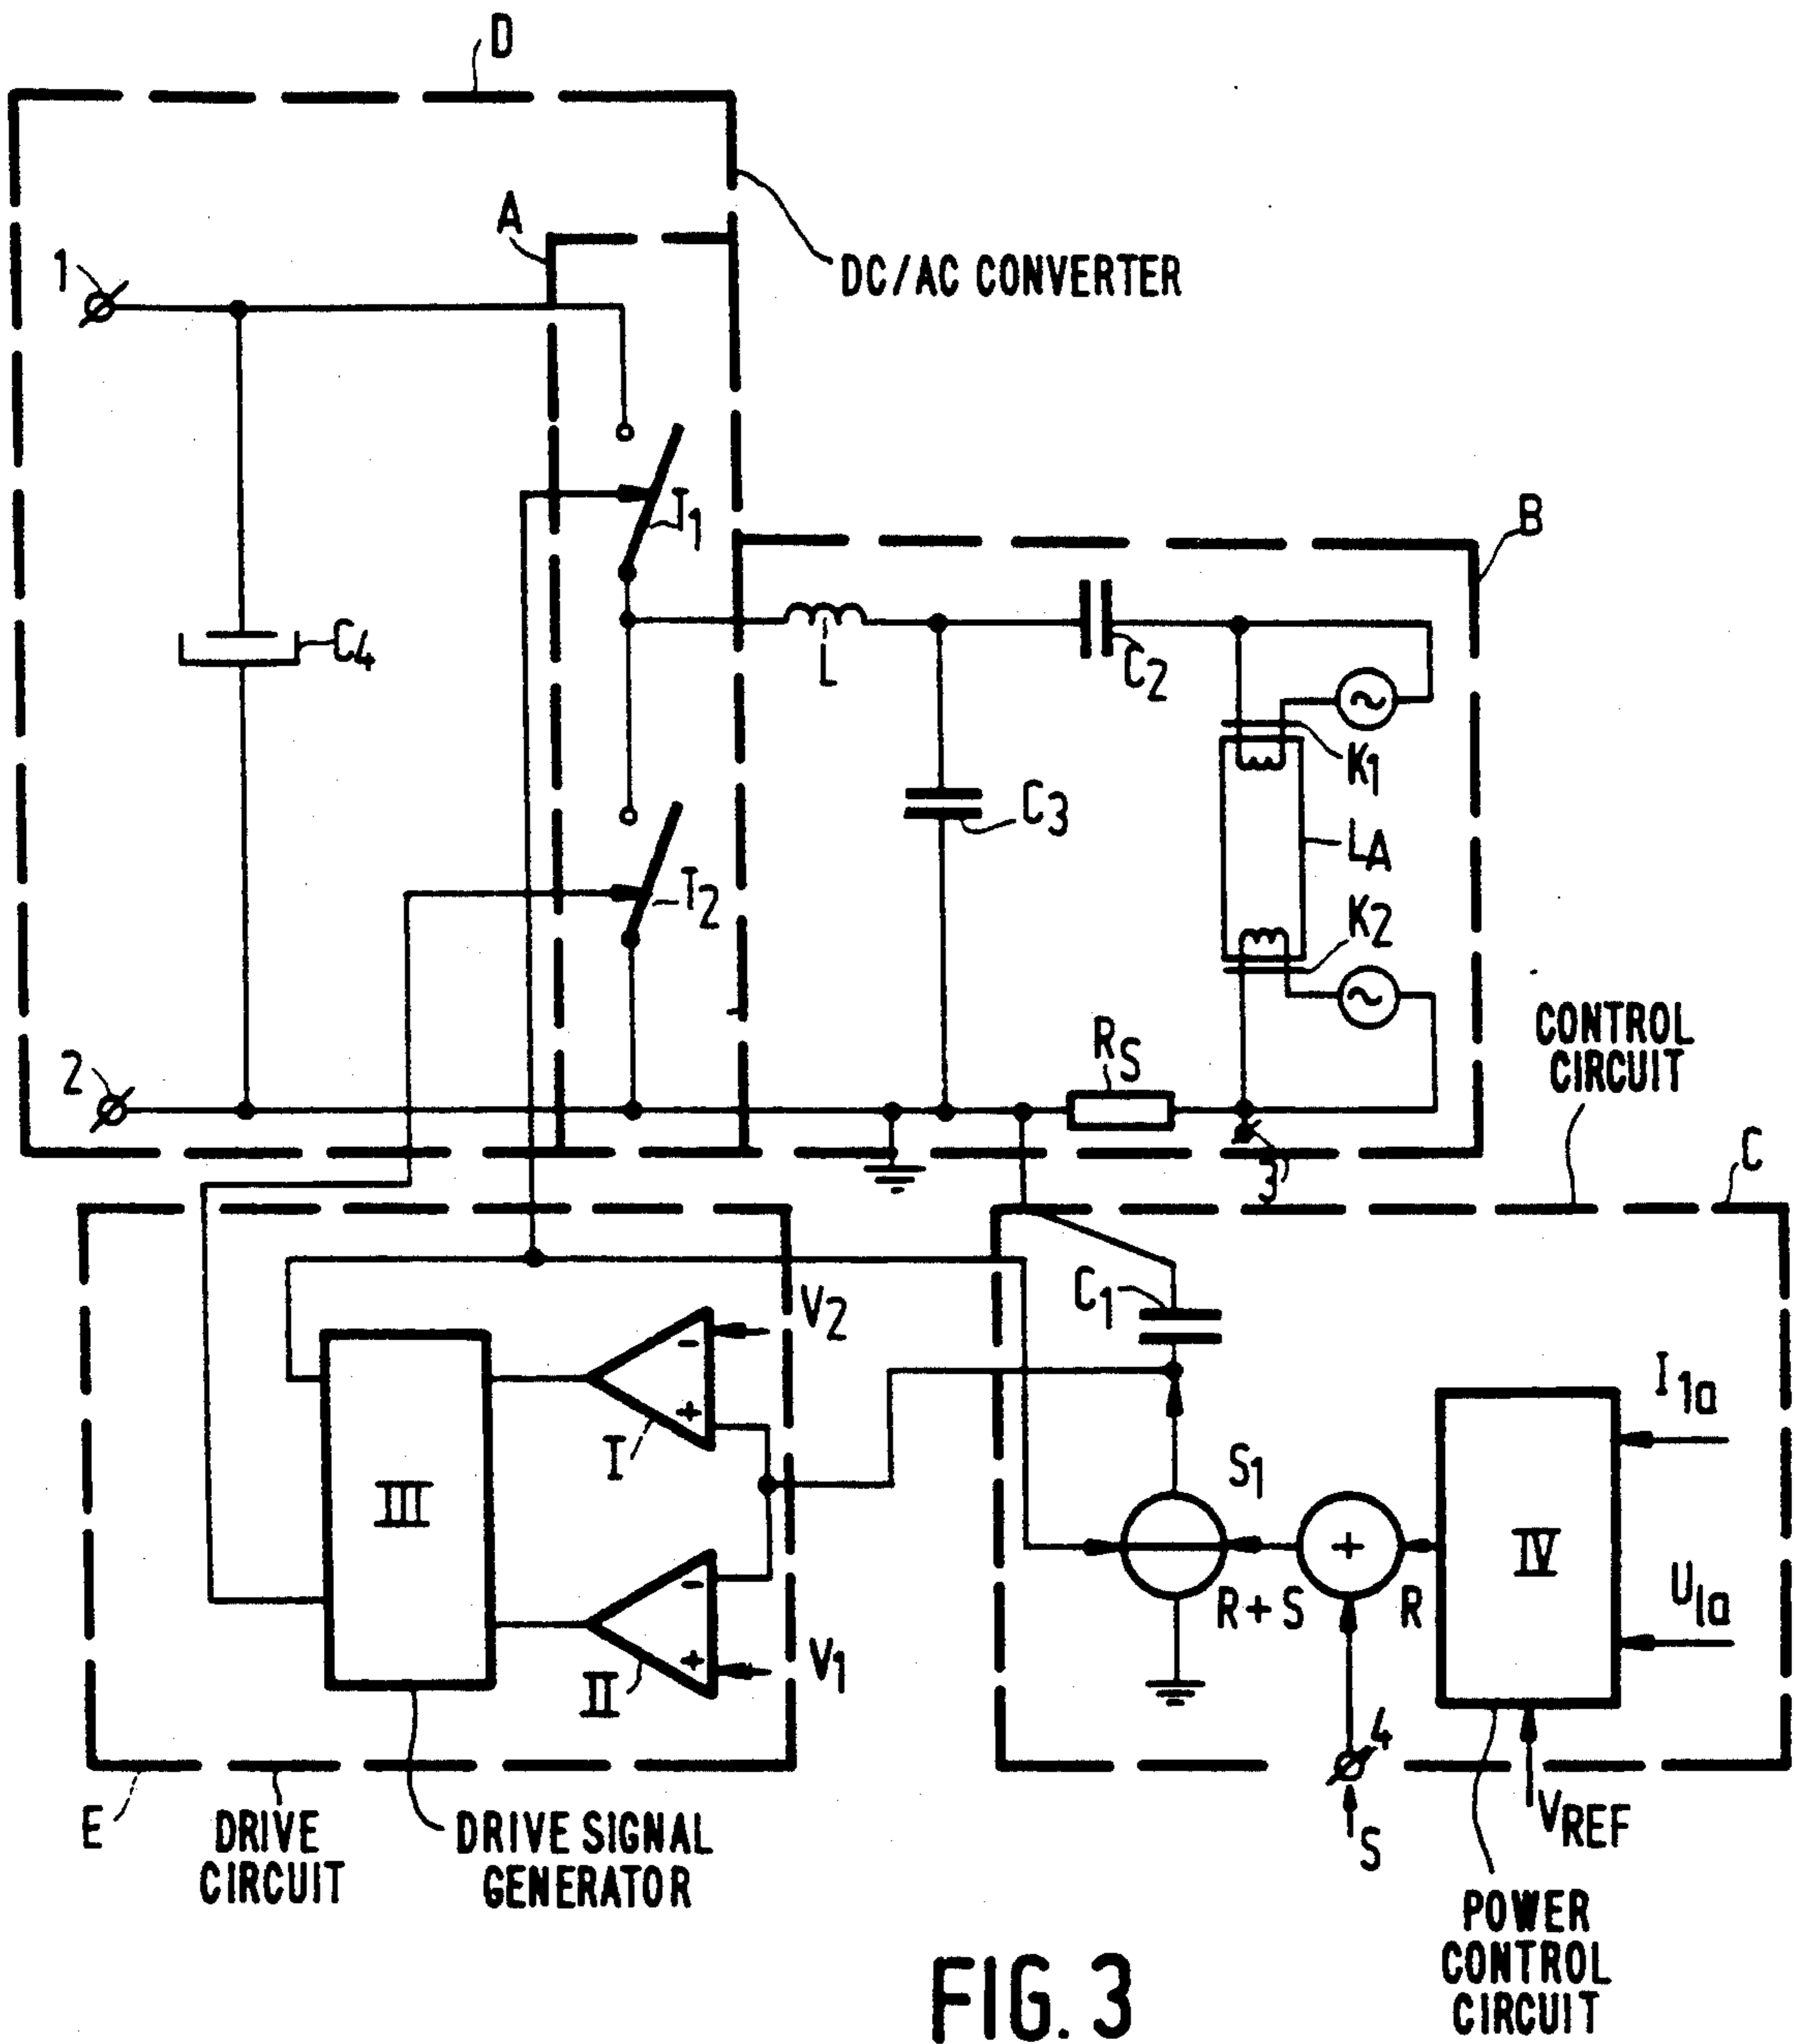 D
A
DC/AC CONVERTER
1
T1
B
C4
L
C2
K1
C3
LA
T2
K2
2
RS
CONTROL
CIRCUIT
3
C
V2
C1
-
+
I
I1a
III
S1
+
IV
R+S
R
U1a
-
+
II
V1
4
E
DRIVE
CIRCUIT
DRIVE SIGNAL
GENERATOR
S
VREF
POWER
CONTROL
CIRCUIT
FIG. 3